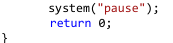 system("pause");
return 0;
}